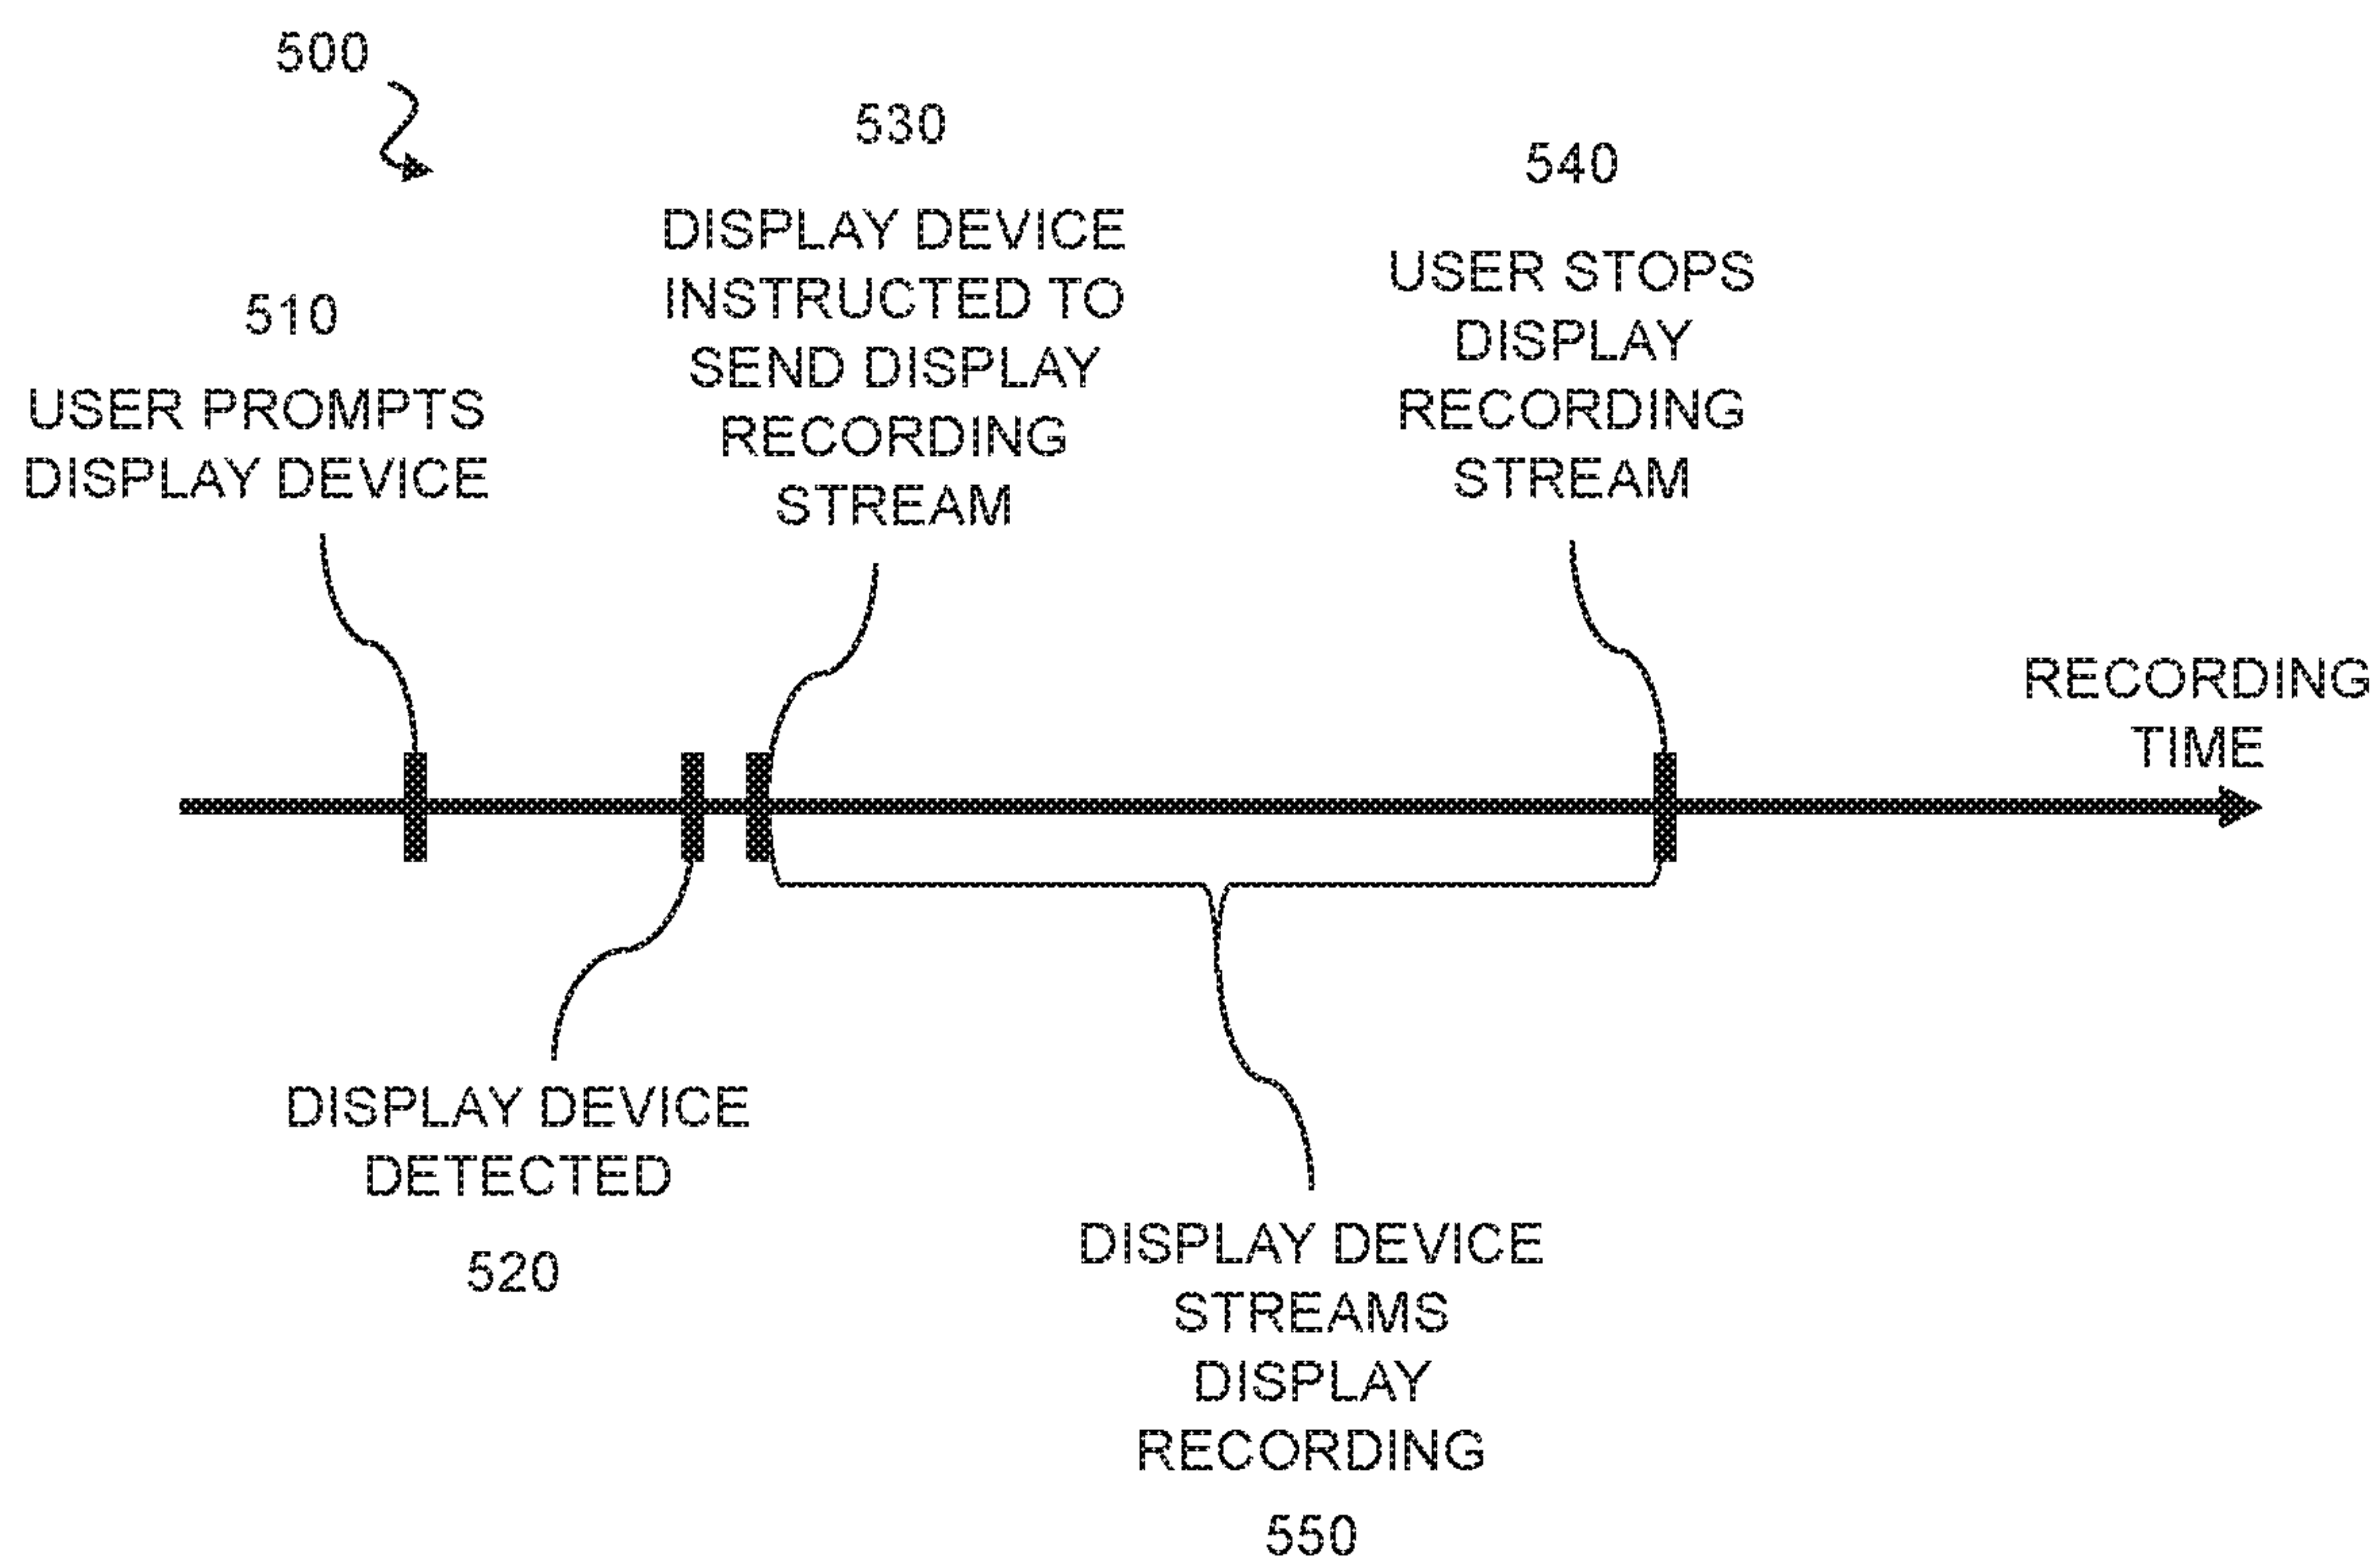 500
510
USER PROMPTS
DISPLAY DEVICE
530
DISPLAY DEVICE
INSTRUCTED TO
SEND DISPLAY
RECORDING
STREAM
540
USER STOPS
DISPLAY
RECORDING
STREAM
RECORDING
TIME
DISPLAY DEVICE
DETECTED
520
DISPLAY DEVICE
STREAMS
DISPLAY
RECORDING
550